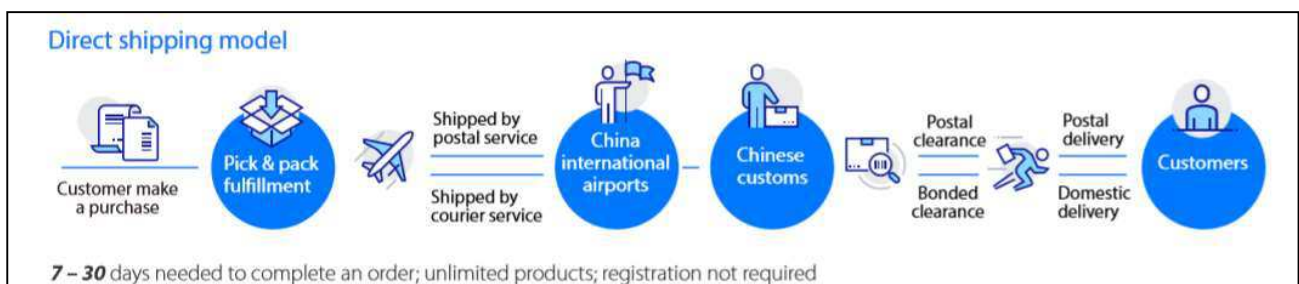 Direct shipping model
Customer make
a purchase
Pick & pack
fulfillment
Shipped by
postal service
Shipped by
courier service
China
international
airports
Chinese
customs
Postal
clearance
Bonded
clearance
Postal
delivery
Domestic
delivery
Customers
7 – 30 days needed to complete an order; unlimited products; registration not required